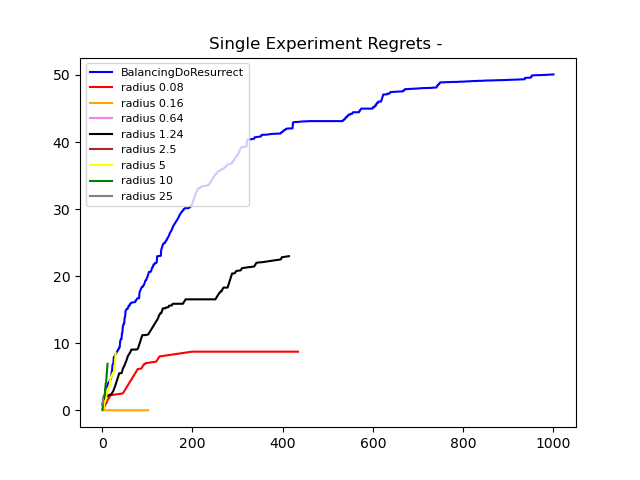 Single Experiment Regrets -
BalancingDoResurrect
radius 0.08
radius 0.16
radius 0.64
radius 1.24
radius 2.5
radius 5
radius 10
radius 25
50
40
30
20
10
0
0 200 400 600 800 1000